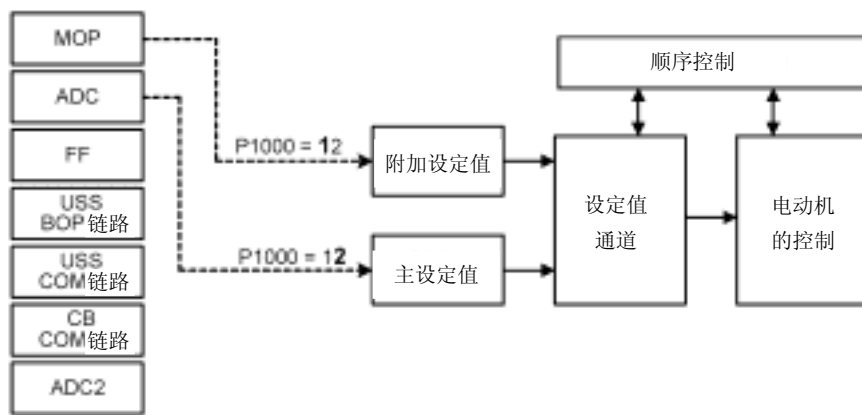 MOP
ADC
FF
USS
BOP链路
USS
COM链路
CB
COM链路
ADC2
P1000 = 12
P1000 = 12
附加设定值
主设定值
顺序控制
设定值
通道
电动机
的控制